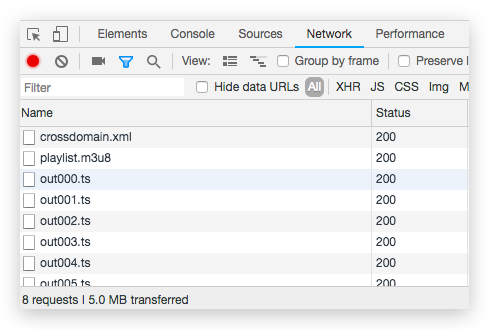 Elements Console Sources Network Performance
View: Group by frame Preserve l
Filter Hide data URLs All XHR JS CSS Img M
Name Status
crossdomain.xml 200
playlist.m3u8 200
out000.ts 200
out001.ts 200
out002.ts 200
out003.ts 200
out004.ts 200
out005.ts 200
8 requests | 5.0 MB transferred